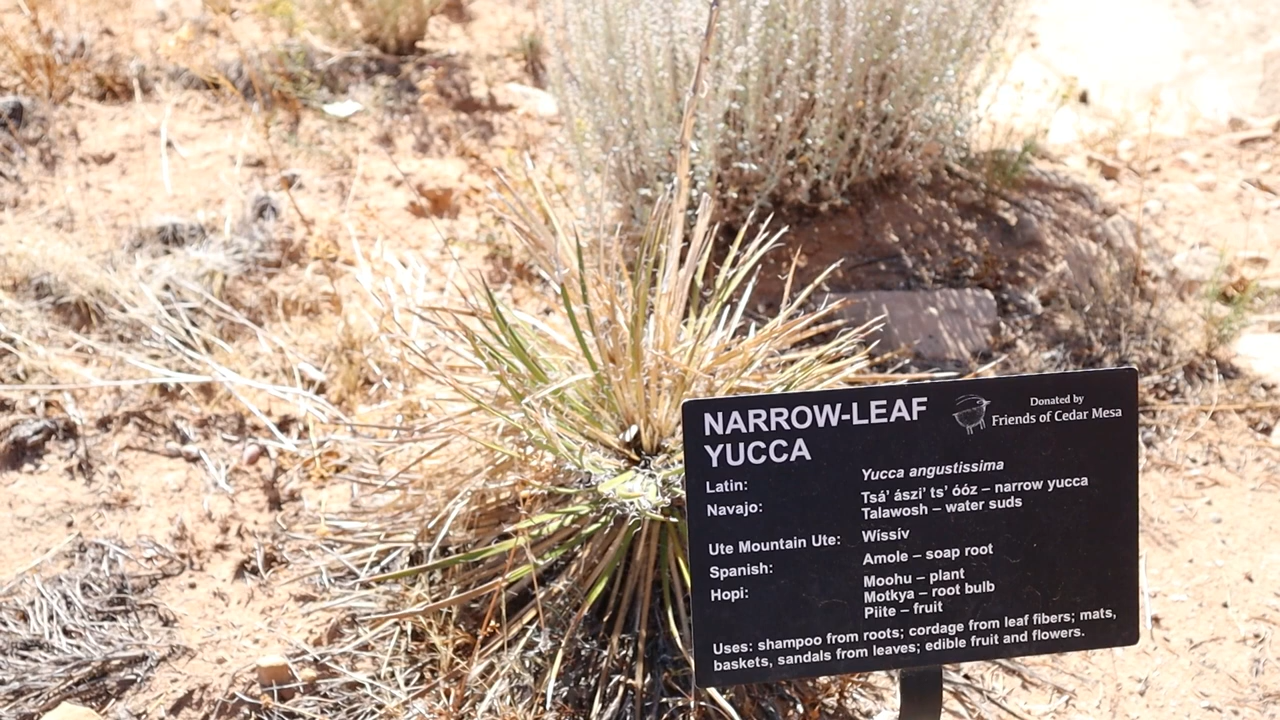 NARROW-LEAF
YUCCA
Donated by
Friends of Cedar Mesa
Latin: Yucca angustissima
Navajo: Tsá' ászi' ts' óóz – narrow yucca
Talawosh – water suds
Ute Mountain Ute: Wíssív
Spanish: Amole – soap root
Hopi: Moohu – plant
Motkya – root bulb
Piite – fruit
Uses: shampoo from roots; cordage from leaf fibers; mats,
baskets, sandals from leaves; edible fruit and flowers.